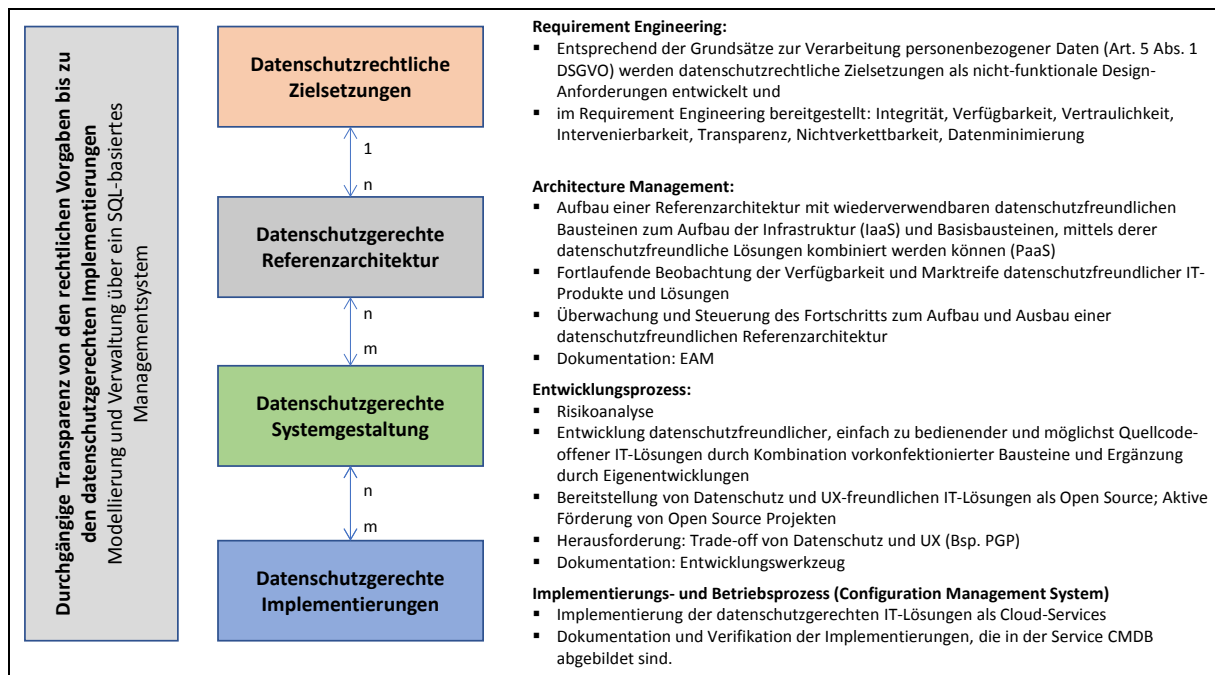 Durchgängige Transparenz von den rechtlichen Vorgaben bis zu
den datenschutzgerechten Implementierungen
Modellierung und Verwaltung über ein SQL-basiertes
Managementsystem
Datenschutzrechtliche
Zielsetzungen
1
n
Datenschutzgerechte
Referenzarchitektur
n
m
Datenschutzgerechte
Systemgestaltung
n
m
Datenschutzgerechte
Implementierungen
Requirement Engineering:
▪ Entsprechend der Grundsätze zur Verarbeitung personenbezogener Daten (Art. 5 Abs. 1
DSGVO) werden datenschutzrechtliche Zielsetzungen als nicht-funktionale Design-
Anforderungen entwickelt und
▪ im Requirement Engineering bereitgestellt: Integrität, Verfügbarkeit, Vertraulichkeit,
Intervenierbarkeit, Transparenz, Nichtverkettbarkeit, Datenminimierung
Architecture Management:
▪ Aufbau einer Referenzarchitektur mit wiederverwendbaren datenschutzfreundlichen
Bausteinen zum Aufbau der Infrastruktur (IaaS) und Basisbausteinen, mittels derer
datenschutzfreundliche Lösungen kombiniert werden können (PaaS)
▪ Fortlaufende Beobachtung der Verfügbarkeit und Marktreife datenschutzfreundlicher IT-
Produkte und Lösungen
▪ Überwachung und Steuerung des Fortschritts zum Aufbau und Ausbau einer
datenschutzfreundlichen Referenzarchitektur
▪ Dokumentation: EAM
Entwicklungsprozess:
▪ Risikoanalyse
▪ Entwicklung datenschutzfreundlicher, einfach zu bedienender und möglichst Quellcode-
offener IT-Lösungen durch Kombination vorkonfektionierter Bausteine und Ergänzung
durch Eigenentwicklungen
▪ Bereitstellung von Datenschutz und UX-freundlichen IT-Lösungen als Open Source; Aktive
Förderung von Open Source Projekten
▪ Herausforderung: Trade-off von Datenschutz und UX (Bsp. PGP)
▪ Dokumentation: Entwicklungswerkzeug
Implementierungs- und Betriebsprozess (Configuration Management System)
▪ Implementierung der datenschutzgerechten IT-Lösungen als Cloud-Services
▪ Dokumentation und Verifikation der Implementierungen, die in der Service CMDB
abgebildet sind.